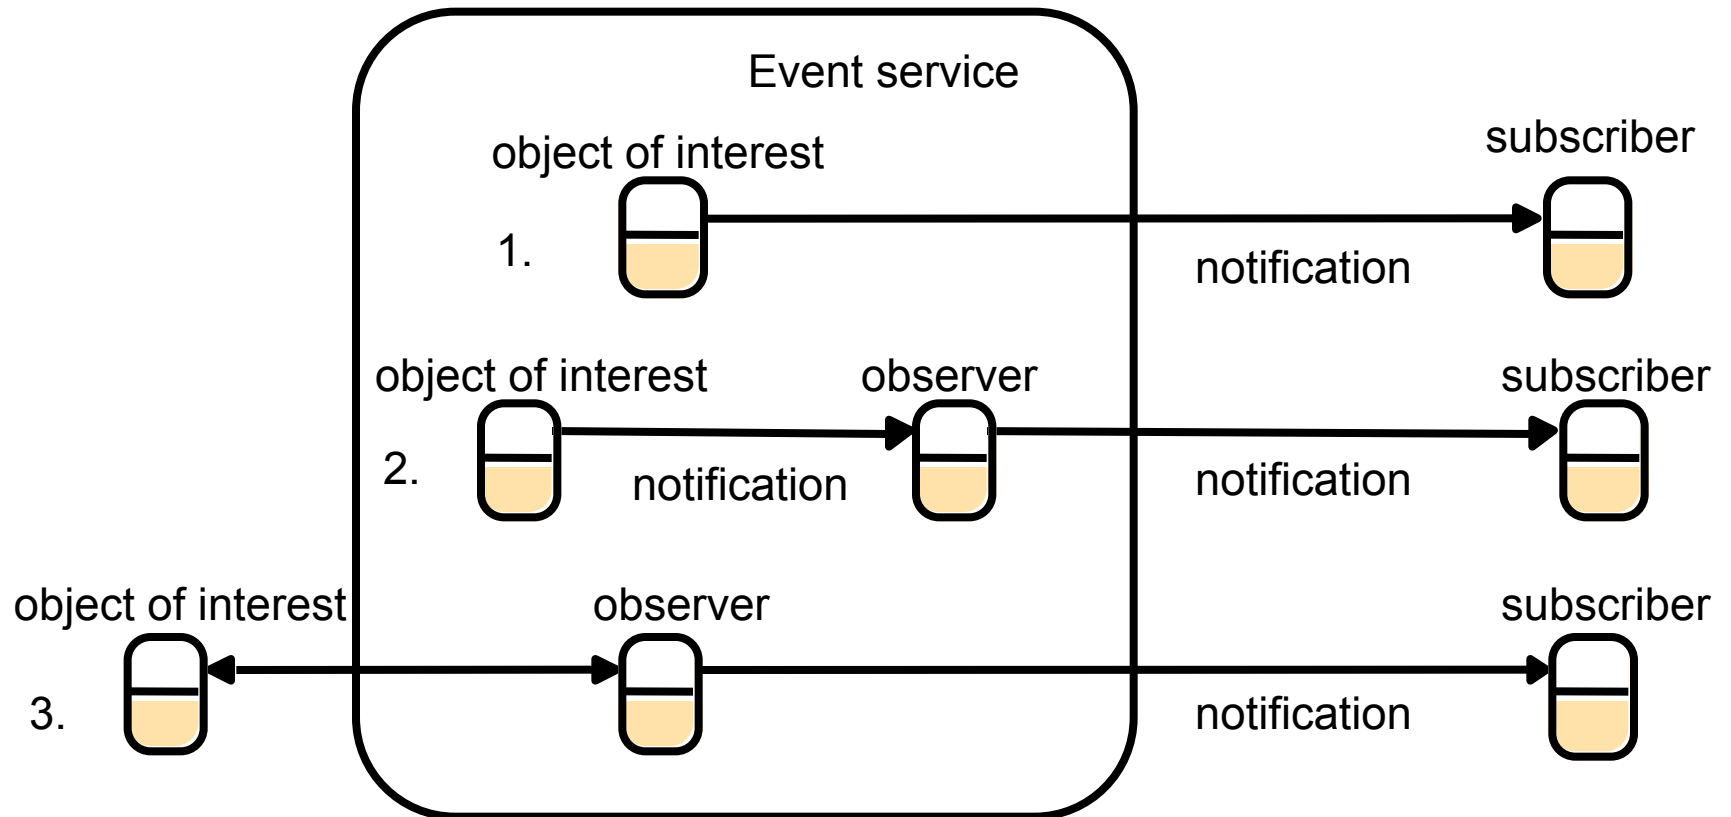 Event service
object of interest
subscriber
1.
notification
object of interest
observer
subscriber
2.
notification
notification
object of interest
observer
subscriber
3.
notification